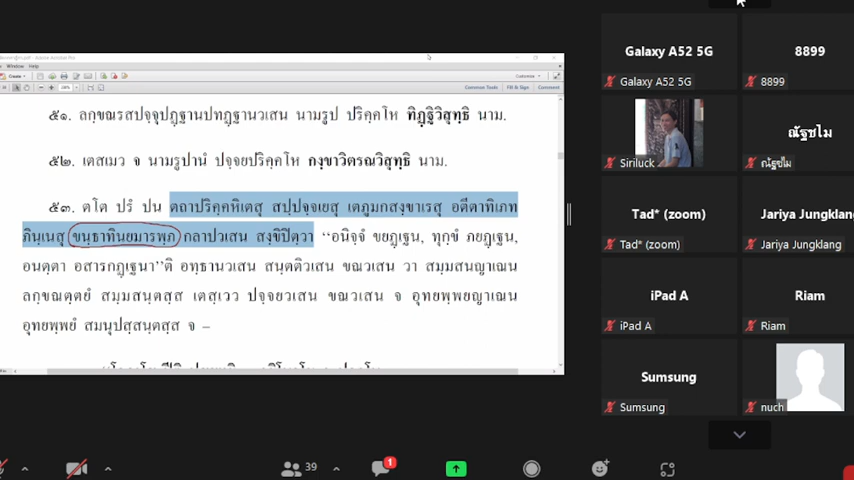 Window Help
Create
Customize
Common Tools
Fill & Sign
Comment
๕๑. ลกฺขณรสปจฺจุปฏฺฐานปทฏฺฐานวเสน นามรูป ปริคฺคโห ทิฏฺฐิวิสุทฺธิ นาม.
๕๒. เตสเมว จ นามรูปานํ ปจฺจยปริคฺคโห กงฺขาวิตรณวิสุทฺธิ นาม.
๕๓. ตโต ปรํ ปน ตถาปริคฺคหิเตสุ สปฺปจฺจเยสุ เตภูมกสงฺขาเรสุ อตีตาทิเภท
ภินฺเนสุ ขนฺธาทินยมารพฺภ กลาปวเสน สงฺขิปิตฺวา “อนิจฺจํ ขยฏฺเฐน, ทุกฺขํ ภยฏฺเฐน,
อนตฺตา อสารกฏฺเฐนา”ติ อทฺธานวเสน สนฺตติวเสน ขณวเสน วา สมฺมสนญาเณน
ลกฺขณตฺตยํ สมฺมสนฺตสฺส เตสฺเวว ปจฺจยวเสน ขณวเสน จ อุทยพฺพยญาเณน
อุทยพฺพยํ สมนุปสฺสนฺตสฺส จ –
Galaxy A52 5G
Galaxy A52 5G
8899
8899
Siriluck
ณัฐชไม
ณัฐชไม
Tad* (zoom)
Tad* (zoom)
Jariya Jungklang
Jariya Jungklang
iPad A
iPad A
Riam
Riam
Sumsung
Sumsung
nuch
39
1